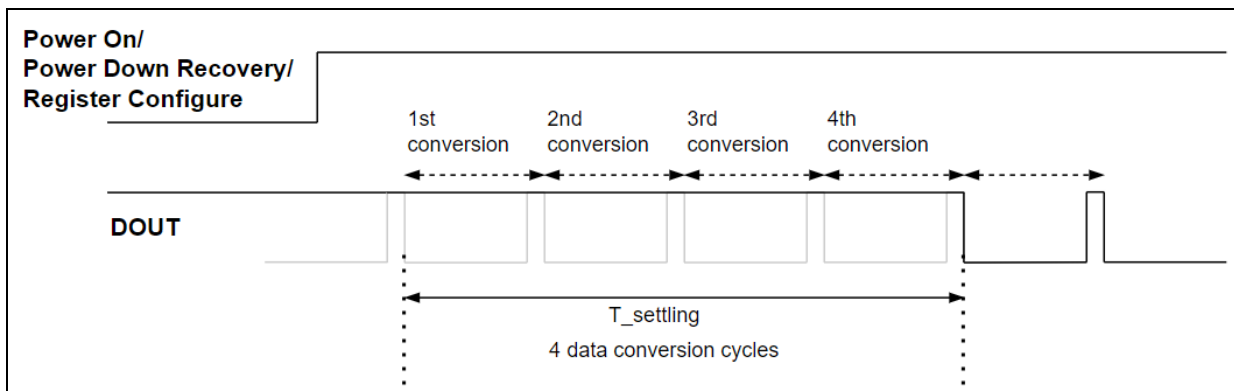 Power On/
Power Down Recovery/
Register Configure
1st
conversion
2nd
conversion
3rd
conversion
4th
conversion
DOUT
T_settling
4 data conversion cycles